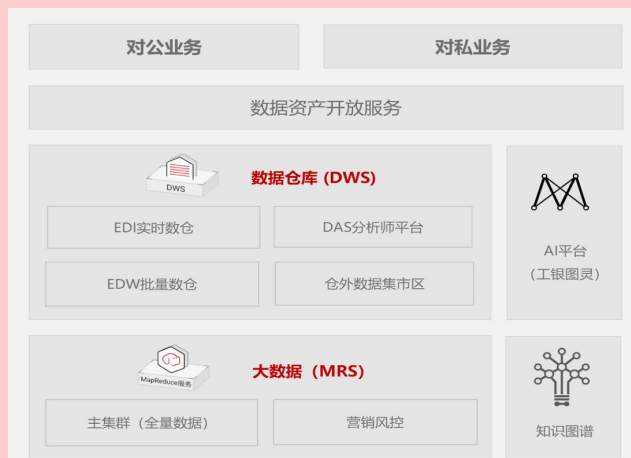 对公业务
对私业务
数据资产开放服务
DWS
数据仓库 (DWS)
EDI实时数仓
DAS分析师平台
EDW批量数仓
仓外数据集市区
AI平台
（工银图灵）
MapReduce服务
大数据（MRS）
主集群（全量数据）
营销风控
知识图谱